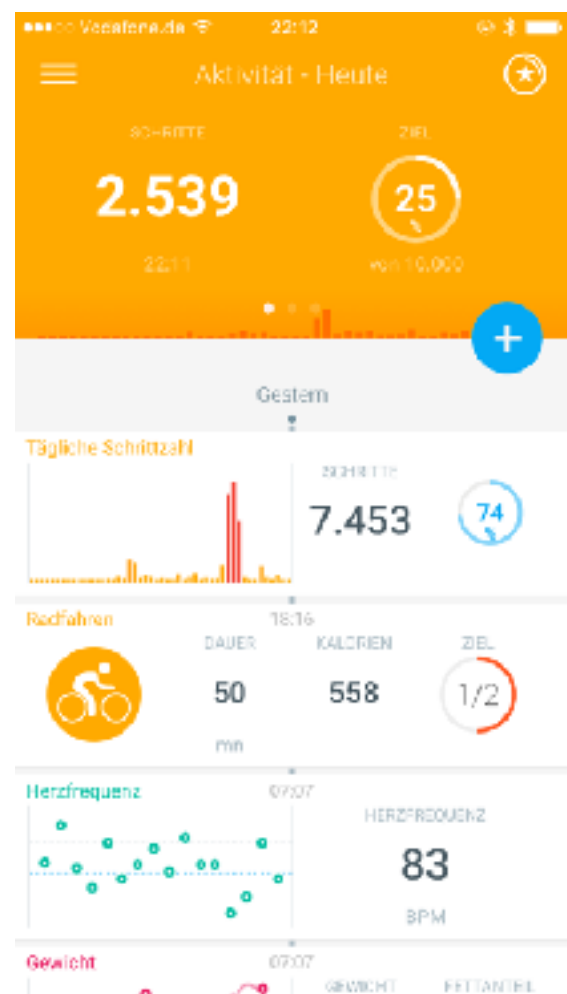 Vodafone.de 22:12
Aktivität - Heute
SCHRITTE ZIEL
2.539 25
%
22:11 von 10.000
+
Gestern
Tägliche Schrittzahl
SCHRITTE
7.453 74
%
Radfahren 18:16
DAUER KALORIEN ZIEL
50 558 1/2
mn
Herzfrequenz 07:07
HERZFREQUENZ
83
BPM
Gewicht 07:07
GEWICHT FETTANTEIL